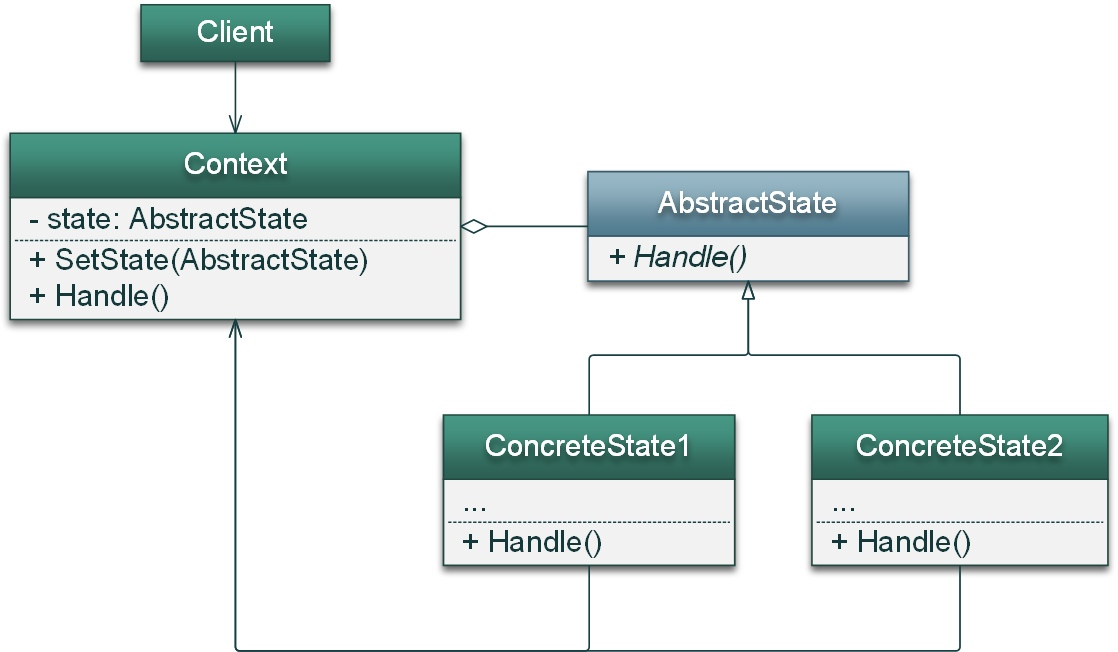 Client
Context
- state: AbstractState
+ SetState(AbstractState)
+ Handle()
AbstractState
+ Handle()
ConcreteState1
...
+ Handle()
ConcreteState2
...
+ Handle()